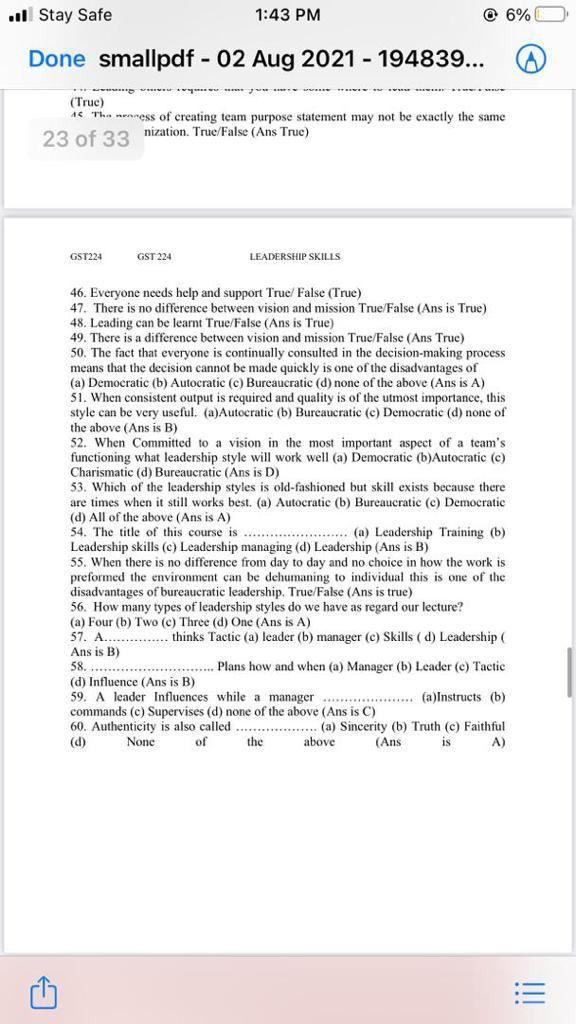 Stay Safe 1:43 PM 6%
Done smallpdf - 02 Aug 2021 - 194839...
(True)
45. The process of creating team purpose statement may not be exactly the same
23 of 33 nization. True/False (Ans True)
GST224 GST 224 LEADERSHIP SKILLS
46. Everyone needs help and support True/ False (True)
47. There is no difference between vision and mission True/False (Ans is True)
48. Leading can be learnt True/False (Ans is True)
49. There is a difference between vision and mission True/False (Ans True)
50. The fact that everyone is continually consulted in the decision-making process
means that the decision cannot be made quickly is one of the disadvantages of
(a) Democratic (b) Autocratic (c) Bureaucratic (d) none of the above (Ans is A)
51. When consistent output is required and quality is of the utmost importance, this
style can be very useful. (a)Autocratic (b) Bureaucratic (c) Democratic (d) none of
the above (Ans is B)
52. When Committed to a vision in the most important aspect of a team's
functioning what leadership style will work well (a) Democratic (b)Autocratic (c)
Charismatic (d) Bureaucratic (Ans is D)
53. Which of the leadership styles is old-fashioned but skill exists because there
are times when it still works best. (a) Autocratic (b) Bureaucratic (c) Democratic
(d) All of the above (Ans is A)
54. The title of this course is ........................ (a) Leadership Training (b)
Leadership skills (c) Leadership managing (d) Leadership (Ans is B)
55. When there is no difference from day to day and no choice in how the work is
preformed the environment can be dehumaning to individual this is one of the
disadvantages of bureaucratic leadership. True/False (Ans is true)
56. How many types of leadership styles do we have as regard our lecture?
(a) Four (b) Two (c) Three (d) One (Ans is A)
57. A............... thinks Tactic (a) leader (b) manager (c) Skills ( d) Leadership (
Ans is B)
58. ............................. Plans how and when (a) Manager (b) Leader (c) Tactic
(d) Influence (Ans is B)
59. A leader Influences while a manager ..................... (a)Instructs (b)
commands (c) Supervises (d) none of the above (Ans is C)
60. Authenticity is also called ................... (a) Sincerity (b) Truth (c) Faithful
(d) None of the above (Ans is A)